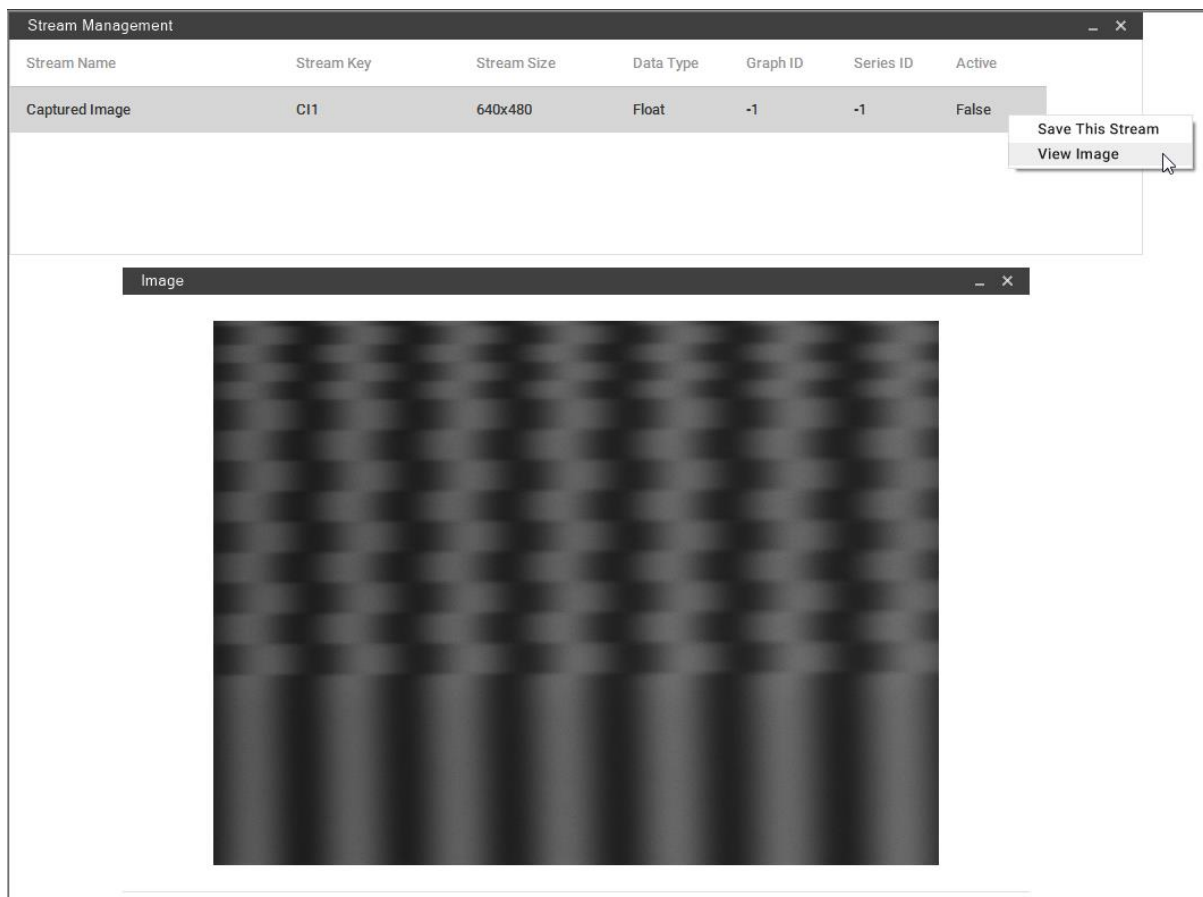 Stream Management
Stream Name Stream Key Stream Size Data Type Graph ID Series ID Active
Captured Image CI1 640x480 Float -1 -1 False
Save This Stream
View Image
Image